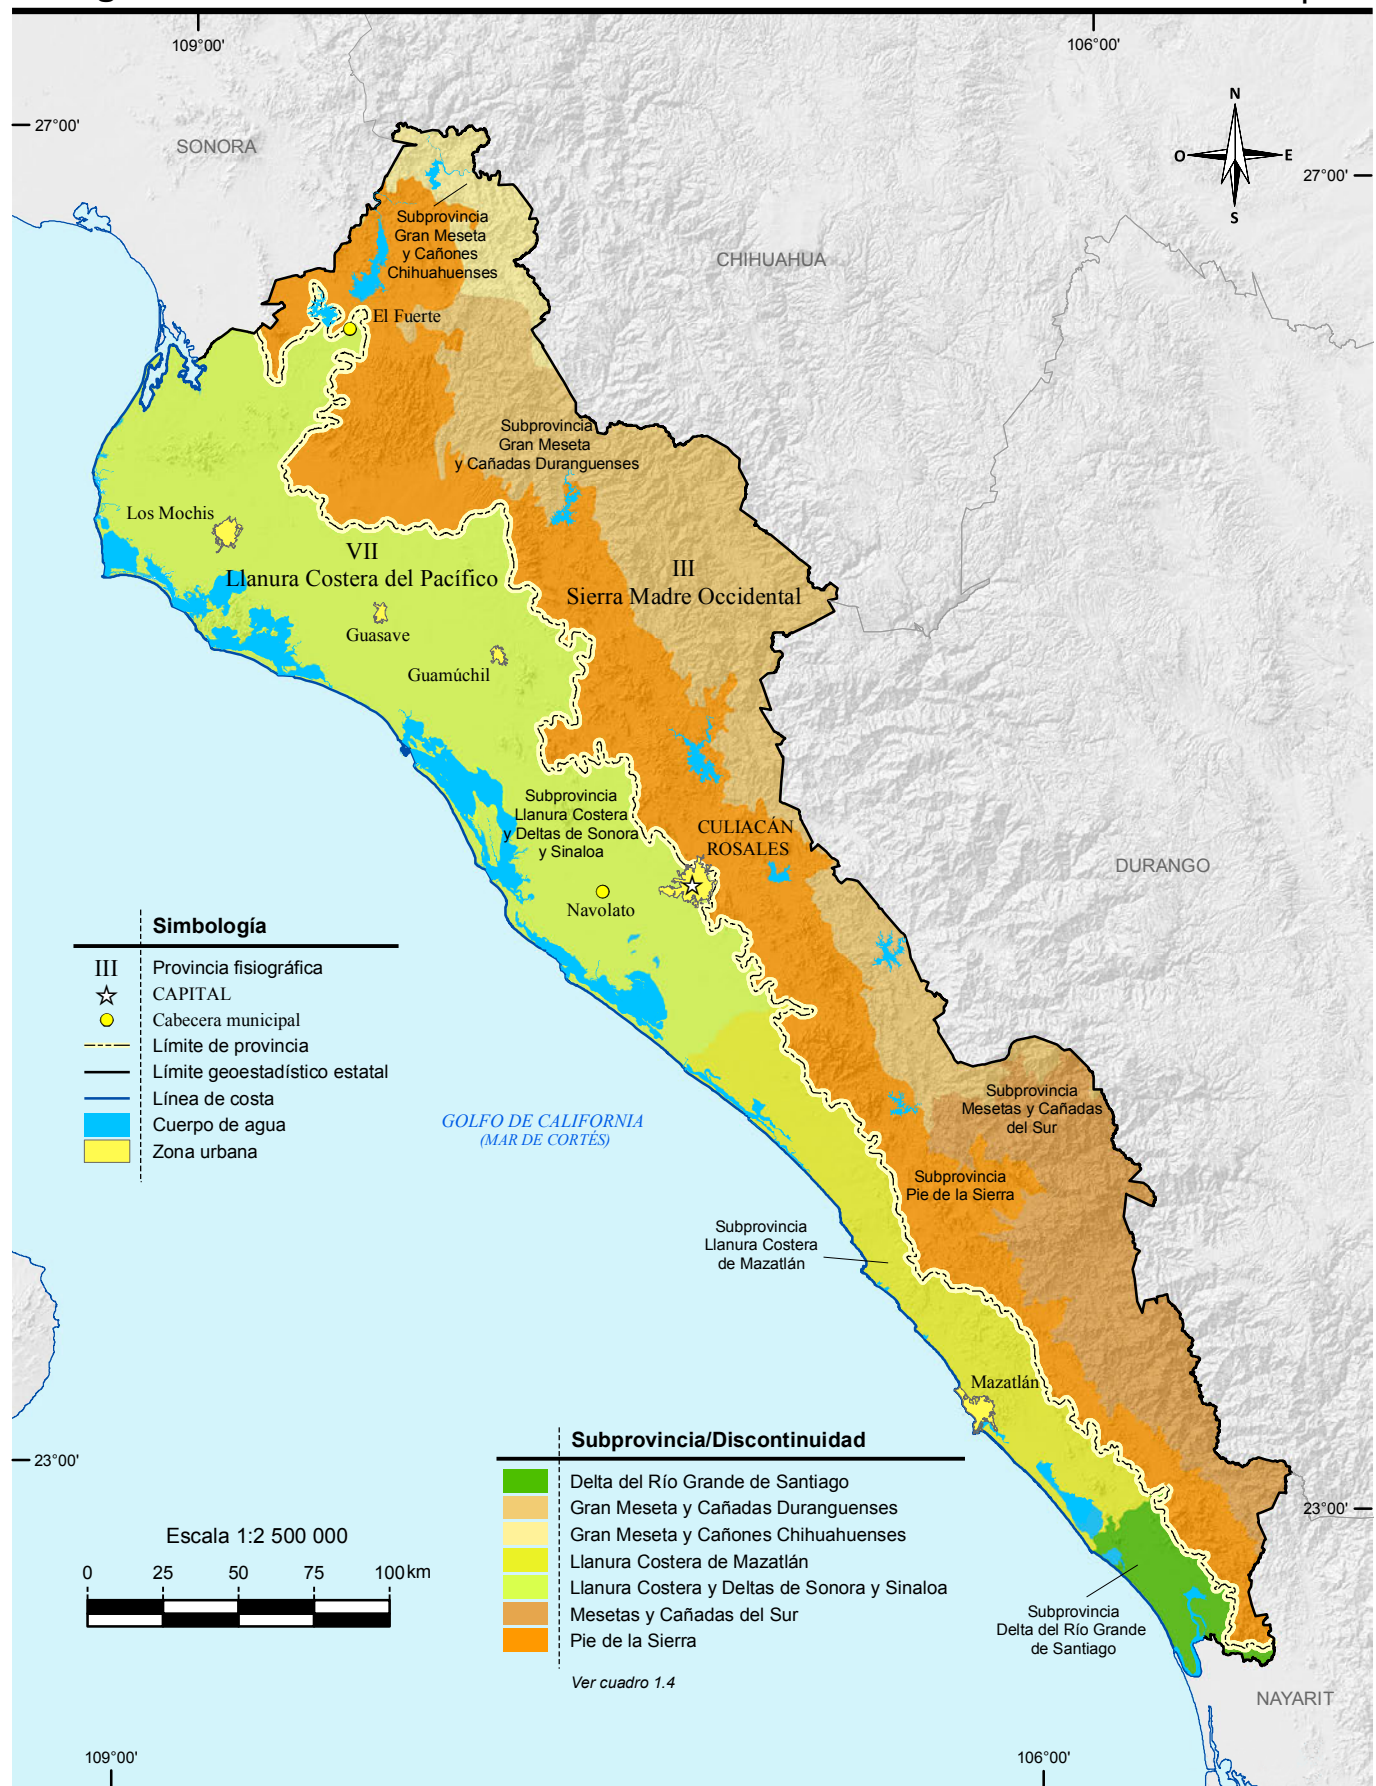 109°00'
106°00'
27°00'
SONORA
N
O
E
S
27°00'
Subprovincia
Gran Meseta
y Cañones
Chihuahuenses
CHIHUAHUA
El Fuerte
Subprovincia
Gran Meseta
y Cañadas Duranguenses
Los Mochis
VII
Llanura Costera del Pacífico
III
Sierra Madre Occidental
Guasave
Guamúchil
Subprovincia
Llanura Costera
y Deltas de Sonora
y Sinaloa
CULIACÁN
ROSALES
DURANGO
Navolato
Simbología
III Provincia fisiográfica
CAPITAL
Cabecera municipal
Límite de provincia
Límite geoestadístico estatal
Línea de costa
Cuerpo de agua
Zona urbana
GOLFO DE CALIFORNIA
(MAR DE CORTÉS)
Subprovincia
Mesetas y Cañadas
del Sur
Subprovincia
Pie de la Sierra
Subprovincia
Llanura Costera
de Mazatlán
Mazatlán
23°00'
23°00'
Subprovincia/Discontinuidad
Delta del Río Grande de Santiago
Gran Meseta y Cañadas Duranguenses
Gran Meseta y Cañones Chihuahuenses
Llanura Costera de Mazatlán
Llanura Costera y Deltas de Sonora y Sinaloa
Mesetas y Cañadas del Sur
Pie de la Sierra
Ver cuadro 1.4
Escala 1:2 500 000
0 25 50 75 100 km
Subprovincia
Delta del Río Grande
de Santiago
NAYARIT
109°00'
106°00'